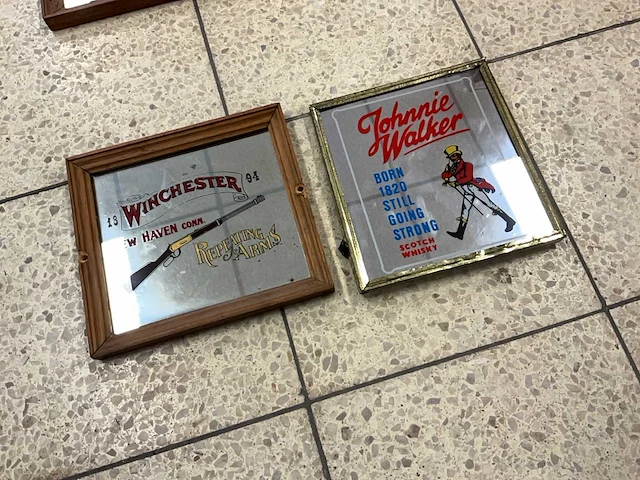 WINCHESTER
18 94
EW HAVEN CONN.
REPEATING
ARMS
Johnnie
Walker
BORN
1820
STILL
GOING
STRONG
SCOTCH
WHISKY